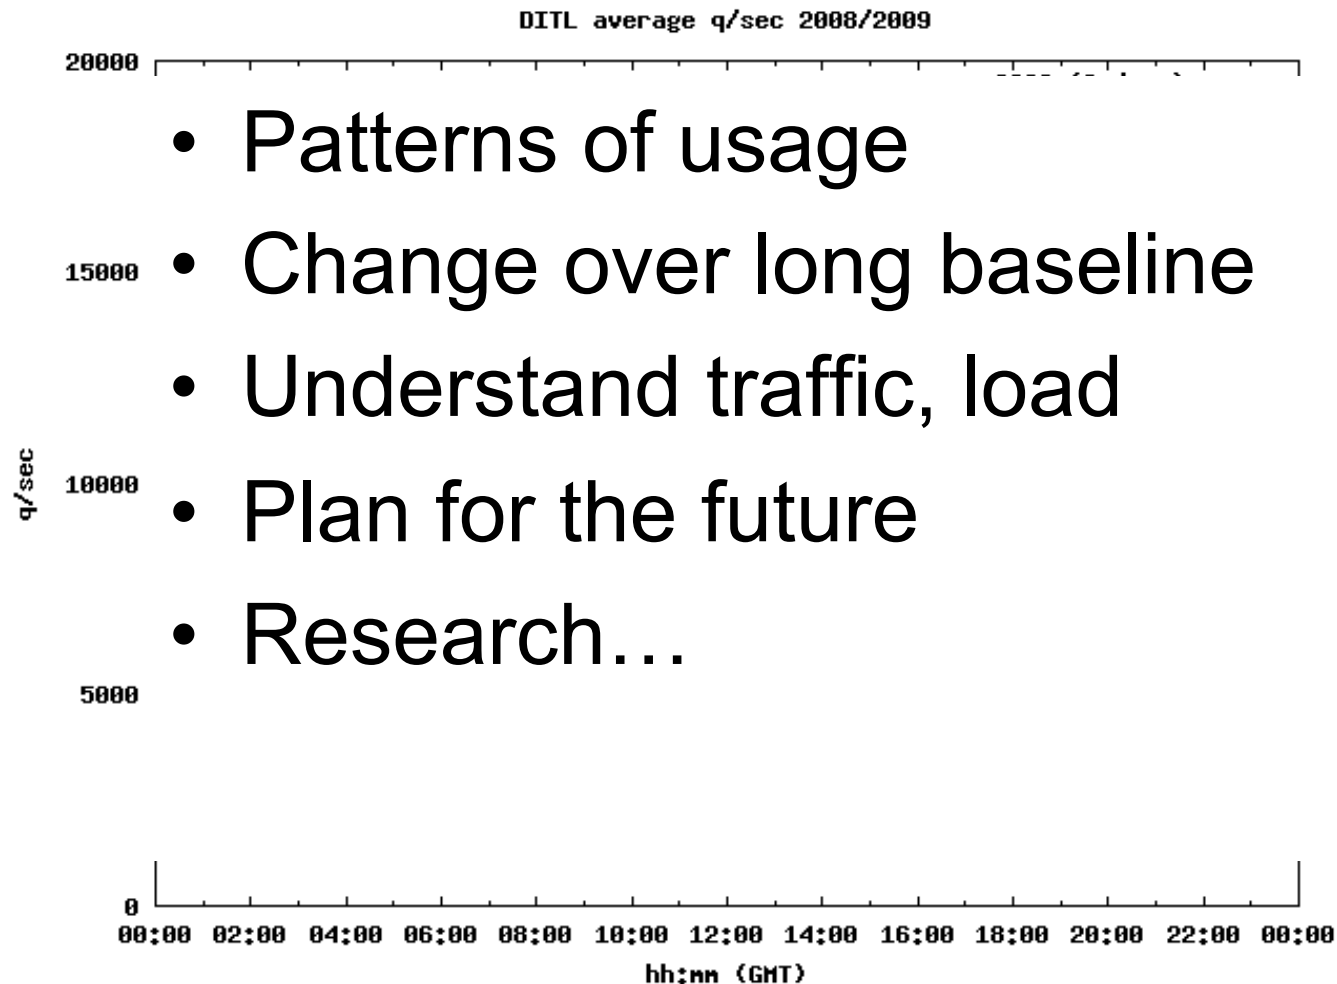 DITL average q/sec 2008/2009
20000
• Patterns of usage
15000
• Change over long baseline
• Understand traffic, load
q/sec
10000
• Plan for the future
• Research…
5000
0
00:00 02:00 04:00 06:00 08:00 10:00 12:00 14:00 16:00 18:00 20:00 22:00 00:00
hh:mm (GMT)